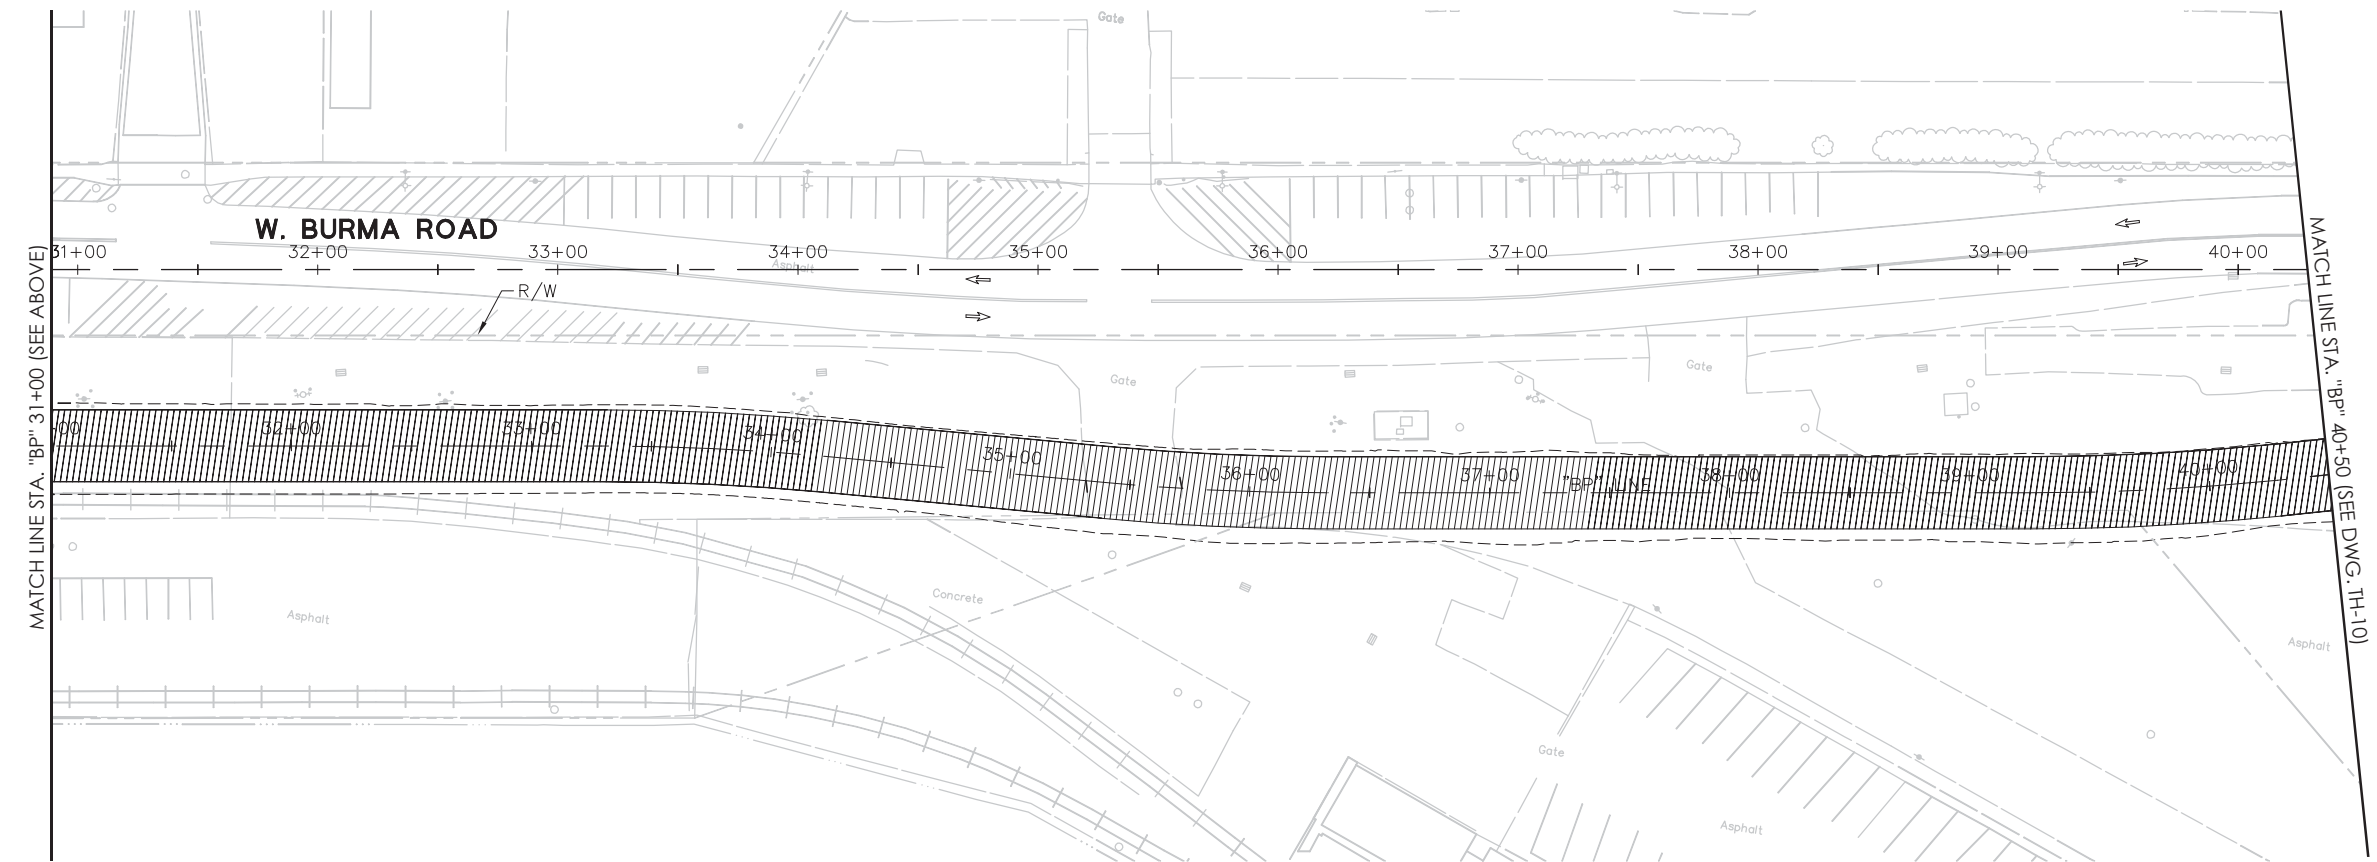 Gate
W. BURMA ROAD
31+00
32+00
33+00
34+00
35+00
36+00
37+00
38+00
39+00
40+00
Asphalt
R/W
Gate
Gate
MATCH LINE STA. "BP" 31+00 (SEE ABOVE)
MATCH LINE STA. "BP" 40+50 (SEE DWG. TH-10)
+00
32+00
33+00
34+00
35+00
36+00
37+00
"BP" LINE
38+00
39+00
40+00
Asphalt
Concrete
Asphalt
Gate
Asphalt